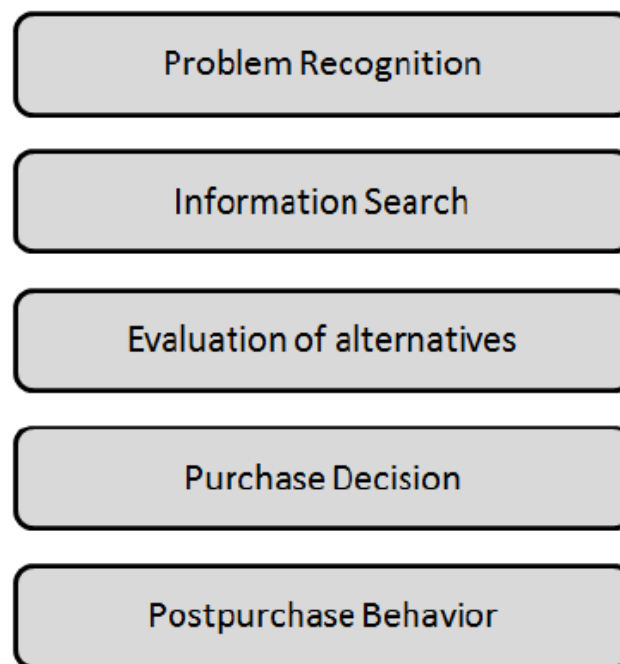 Problem Recognition
Information Search
Evaluation of alternatives
Purchase Decision
Postpurchase Behavior